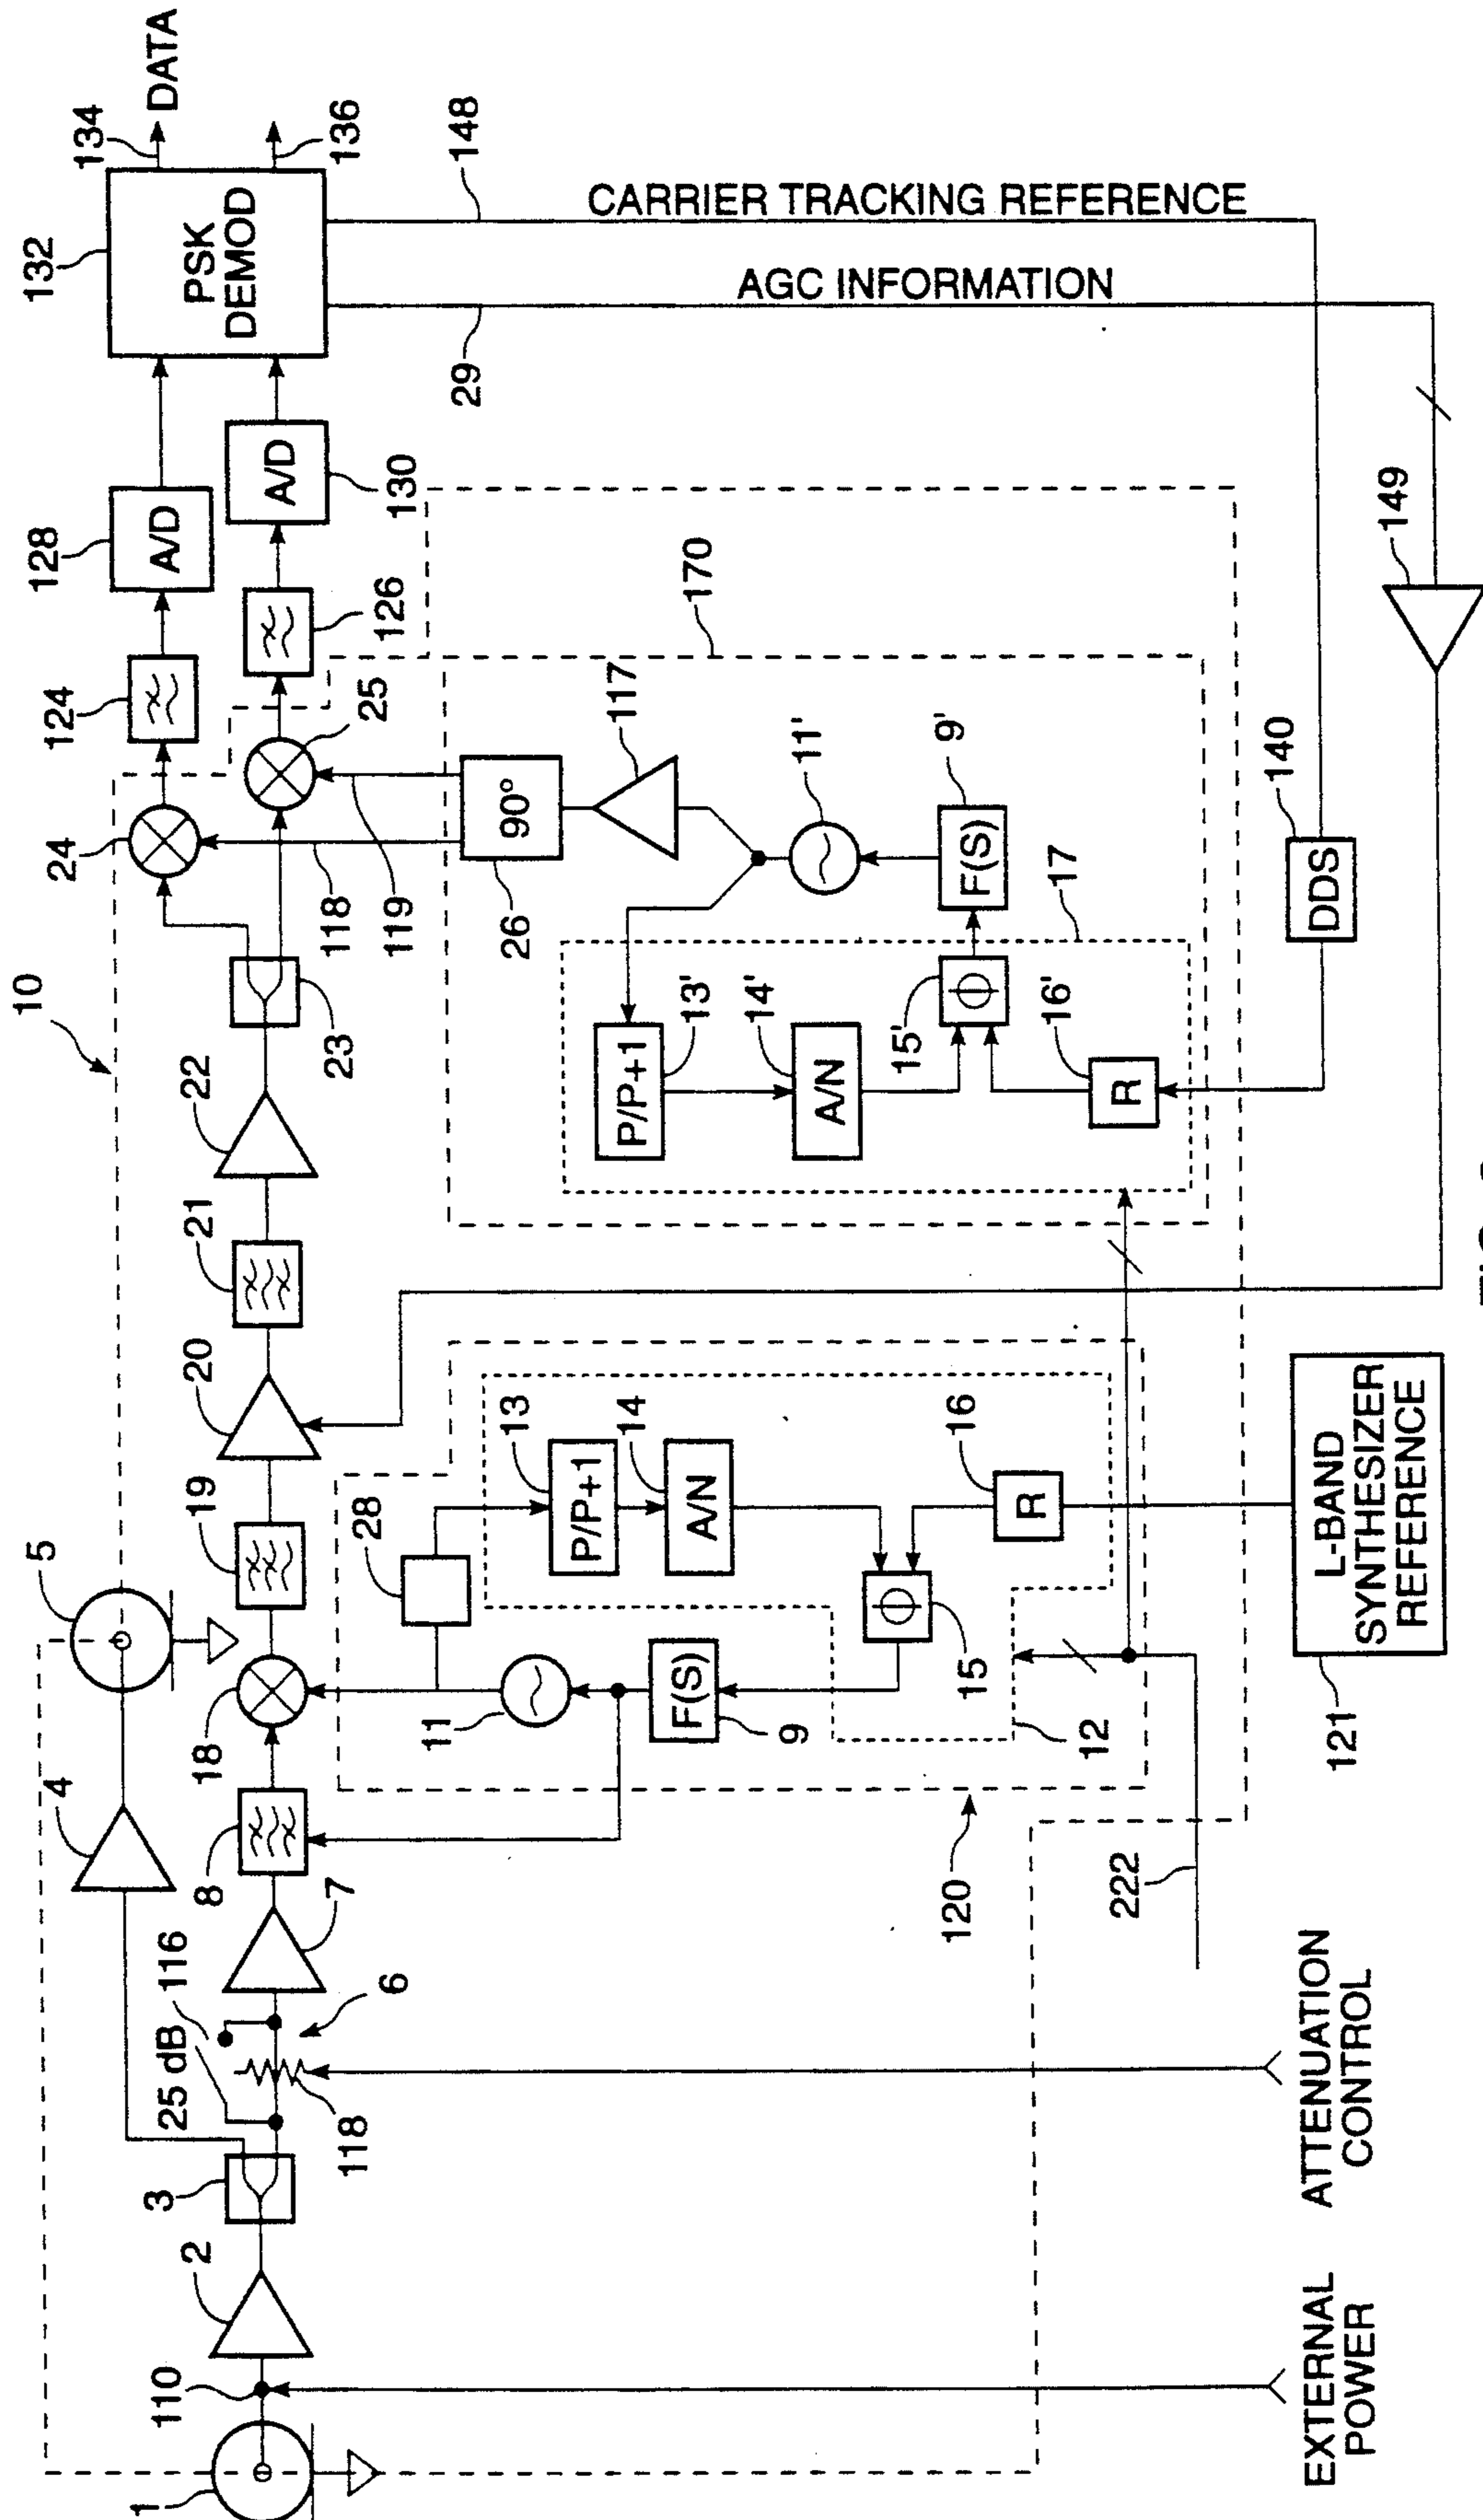 10
5
4
1
110
2
3
25 dB
116
118
6
7
8
18
19
20
21
22
23
24
25
124
126
128
A/D
A/D
130
132
PSK
DEMOD
134
DATA
136
148
CARRIER TRACKING REFERENCE
29
AGC INFORMATION
118
119
26
90°
117
11'
9'
F(S)
170
17
P/P+1
13'
A/N
14'
15'
16'
R
DDS
140
149
28
13
P/P+1
14
A/N
11
F(S)
9
15
16
R
12
120
222
L-BAND
SYNTHESIZER
REFERENCE
121
EXTERNAL
POWER
ATTENUATION
CONTROL